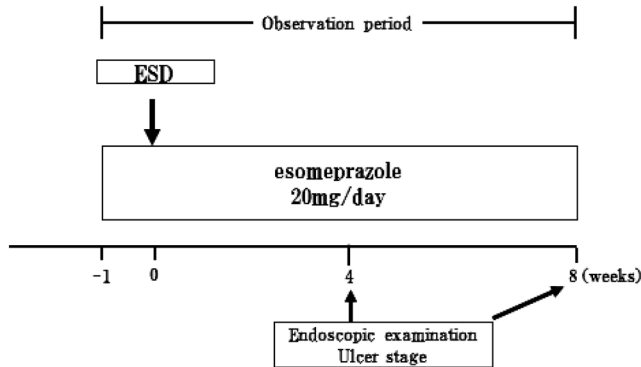 Observation period
ESD
esomeprazole
20mg/day
-1 0 4 8 (weeks)
Endoscopic examination
Ulcer stage